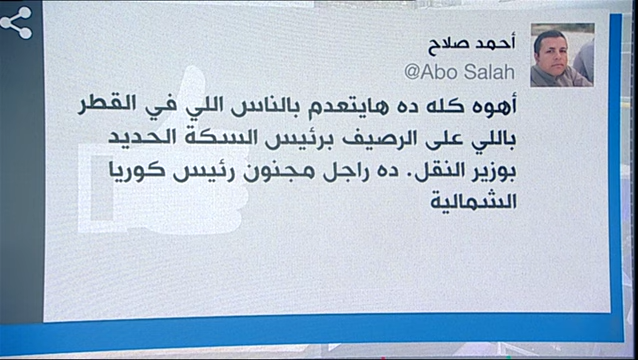 أحمد صلاح
@Abo Salah
أهوه كله ده هايتعدم بالناس اللي في القطر
باللي على الرصيف برئيس السكة الحديد
بوزير النقل. ده راجل مجنون رئيس كوريا
الشمالية